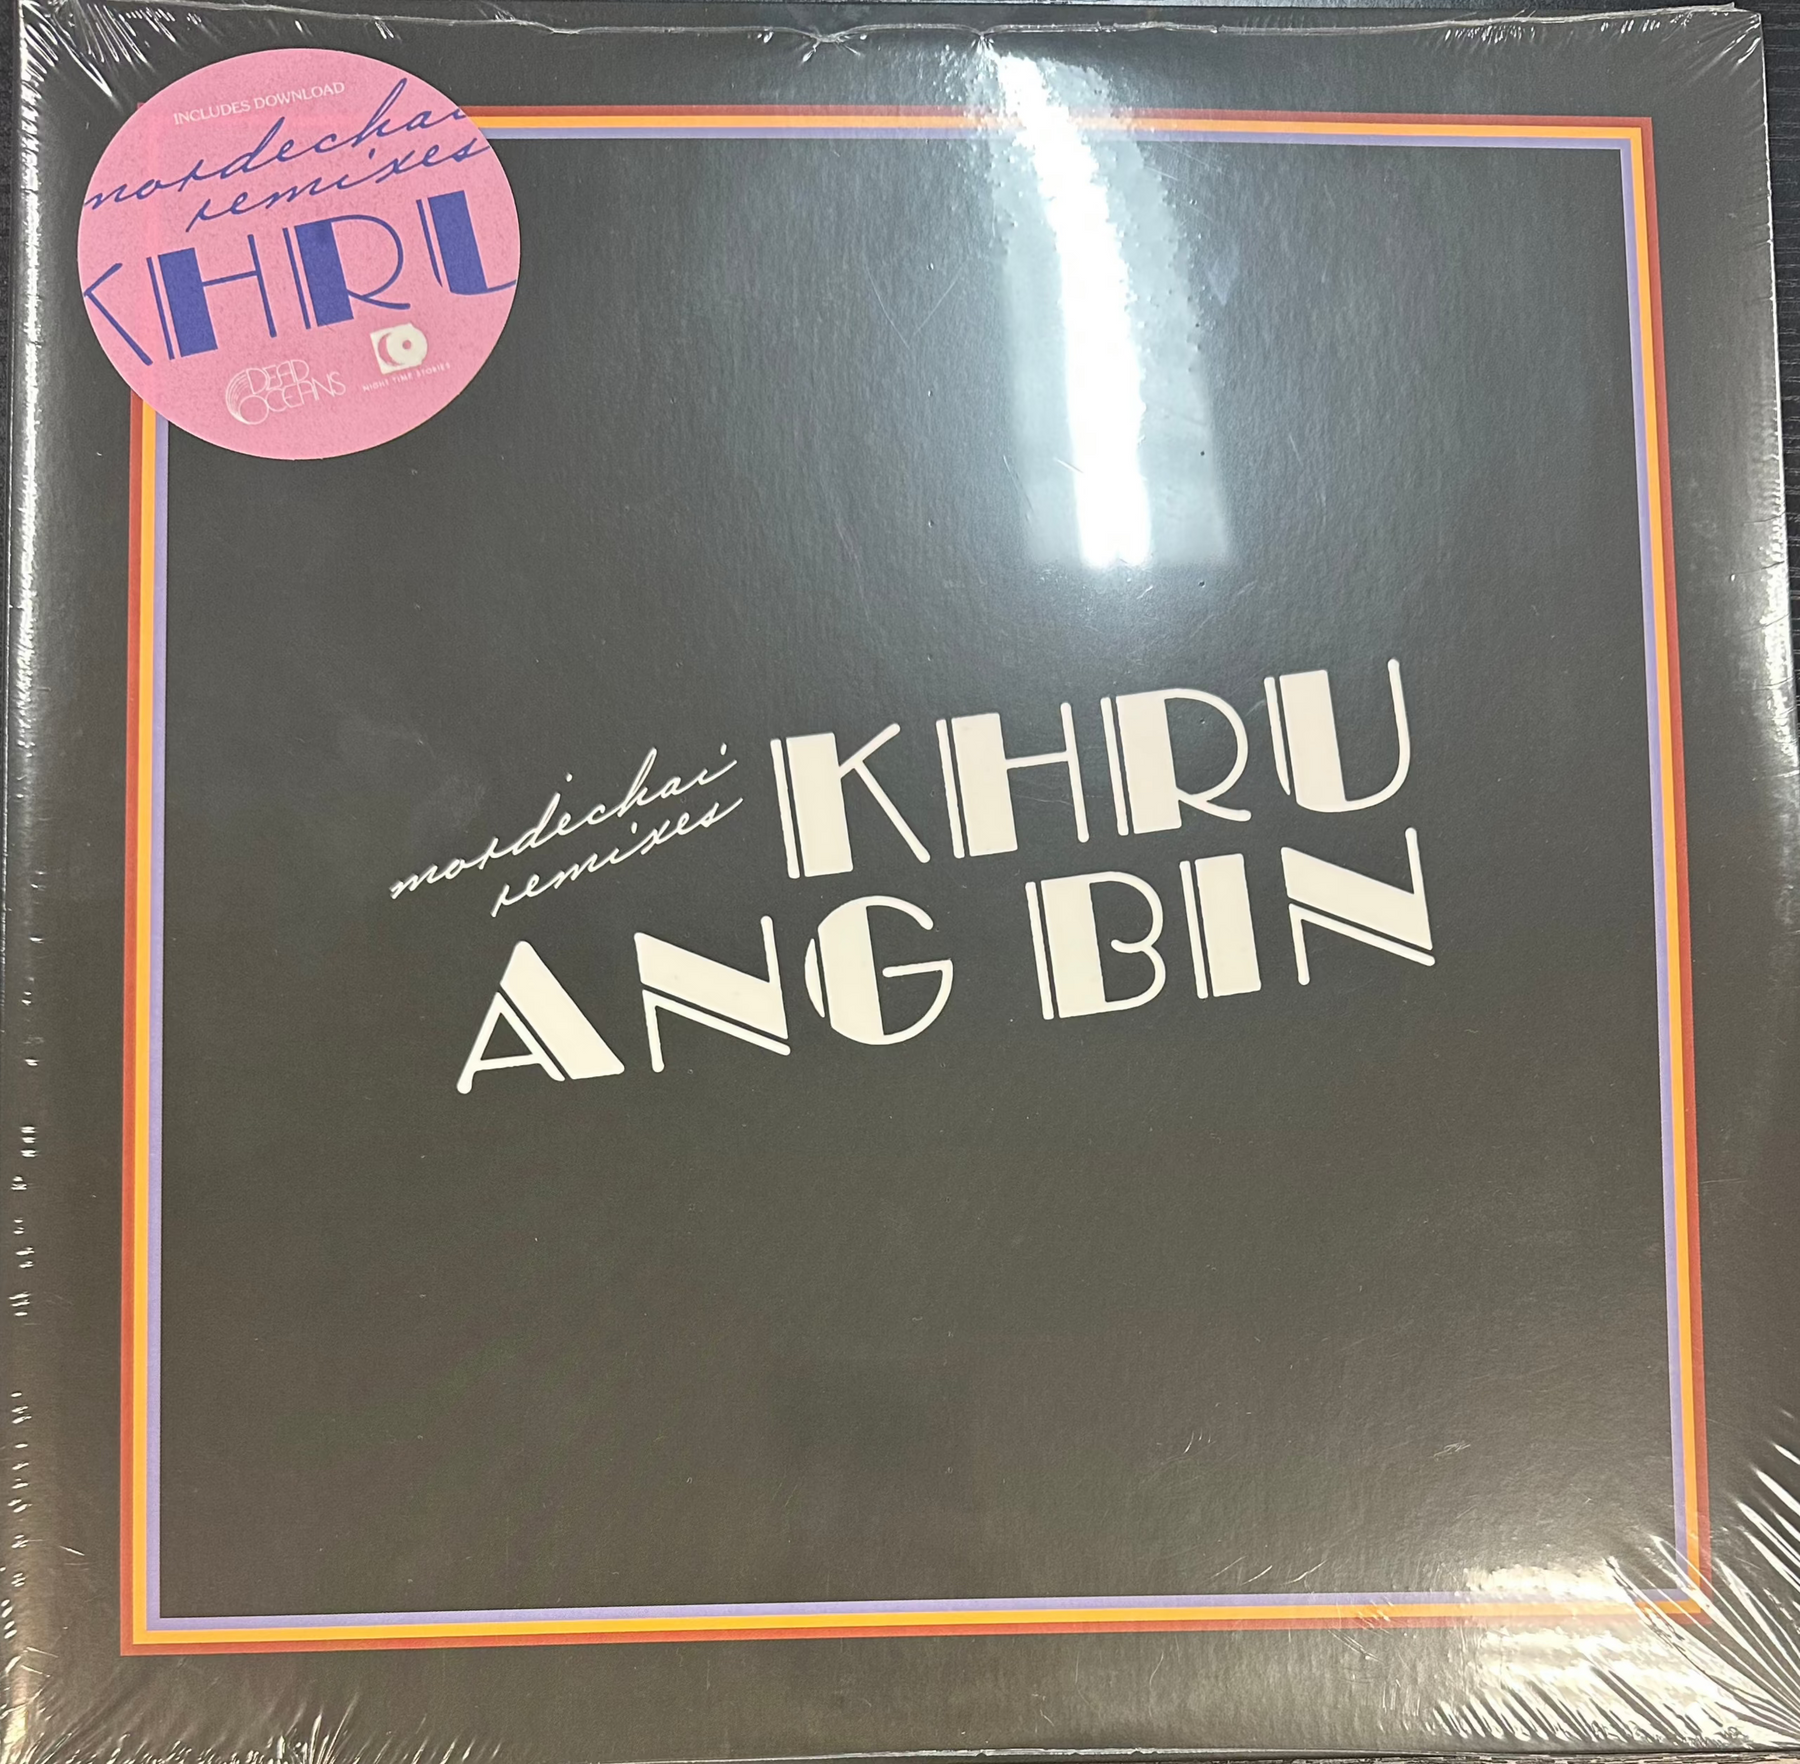 INCLUDES DOWNLOAD
mordechai
remixes
KHRU
DEAD
OCEANS
NIGHT TIME STORIES
mordechai
remixes
KHRU
ANG BIN